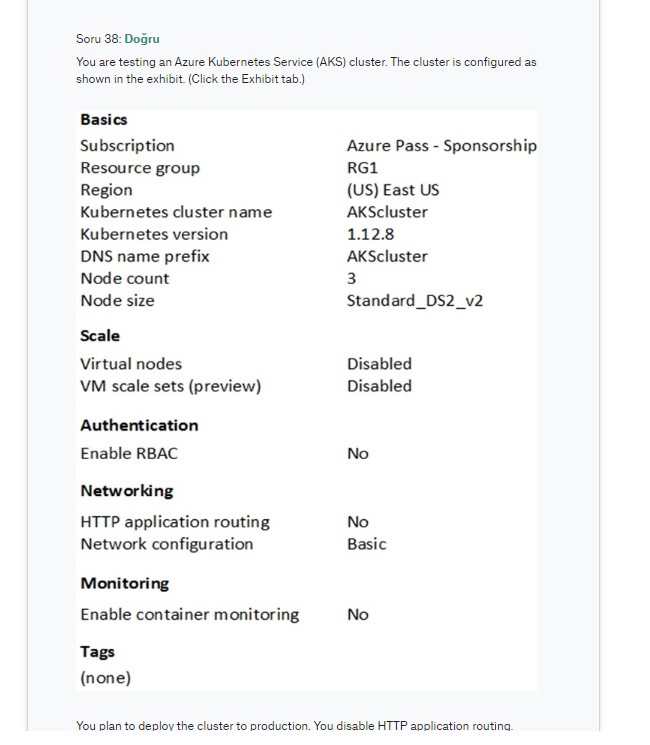 Soru 38: Doğru
You are testing an Azure Kubernetes Service (AKS) cluster. The cluster is configured as
shown in the exhibit. (Click the Exhibit tab.)
Basics
Subscription Azure Pass - Sponsorship
Resource group RG1
Region (US) East US
Kubernetes cluster name AKScluster
Kubernetes version 1.12.8
DNS name prefix AKScluster
Node count 3
Node size Standard_DS2_v2
Scale
Virtual nodes Disabled
VM scale sets (preview) Disabled
Authentication
Enable RBAC No
Networking
HTTP application routing No
Network configuration Basic
Monitoring
Enable container monitoring No
Tags
(none)
You plan to deploy the cluster to production. You disable HTTP application routing.